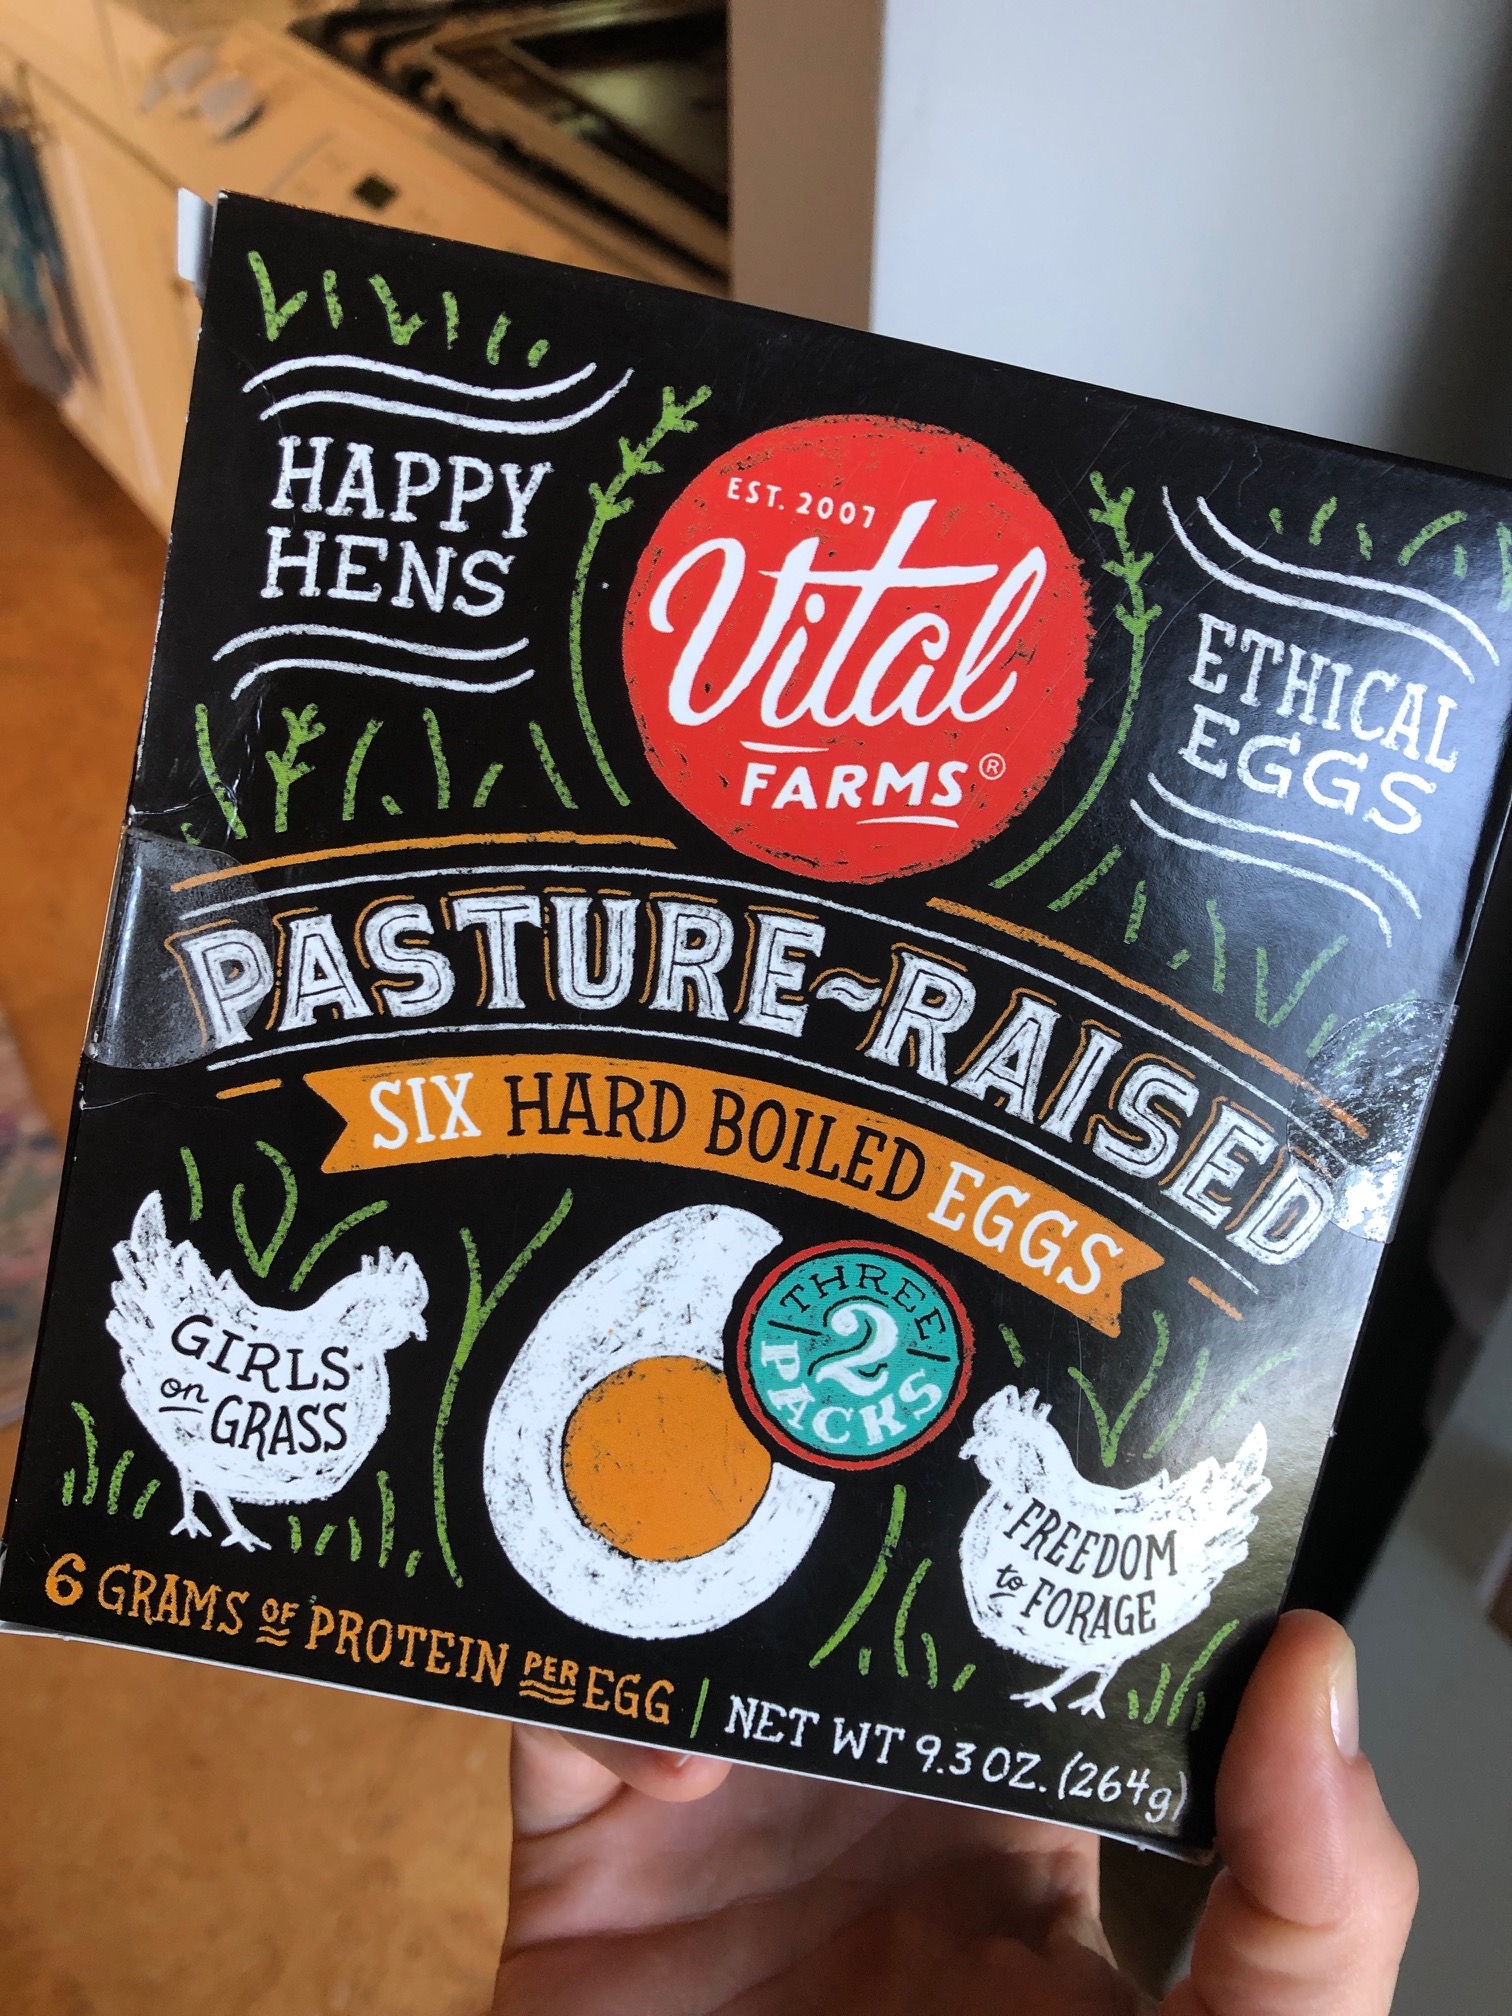 HAPPY
HENS
EST. 2007
Vital
FARMS®
ETHICAL
EGGS
PASTURE~RAISED
SIX HARD BOILED EGGS
THREE
2
PACKS
GIRLS
on GRASS
FREEDOM
to FORAGE
6 GRAMS OF PROTEIN PER EGG | NET WT 9.3 OZ. (264g)